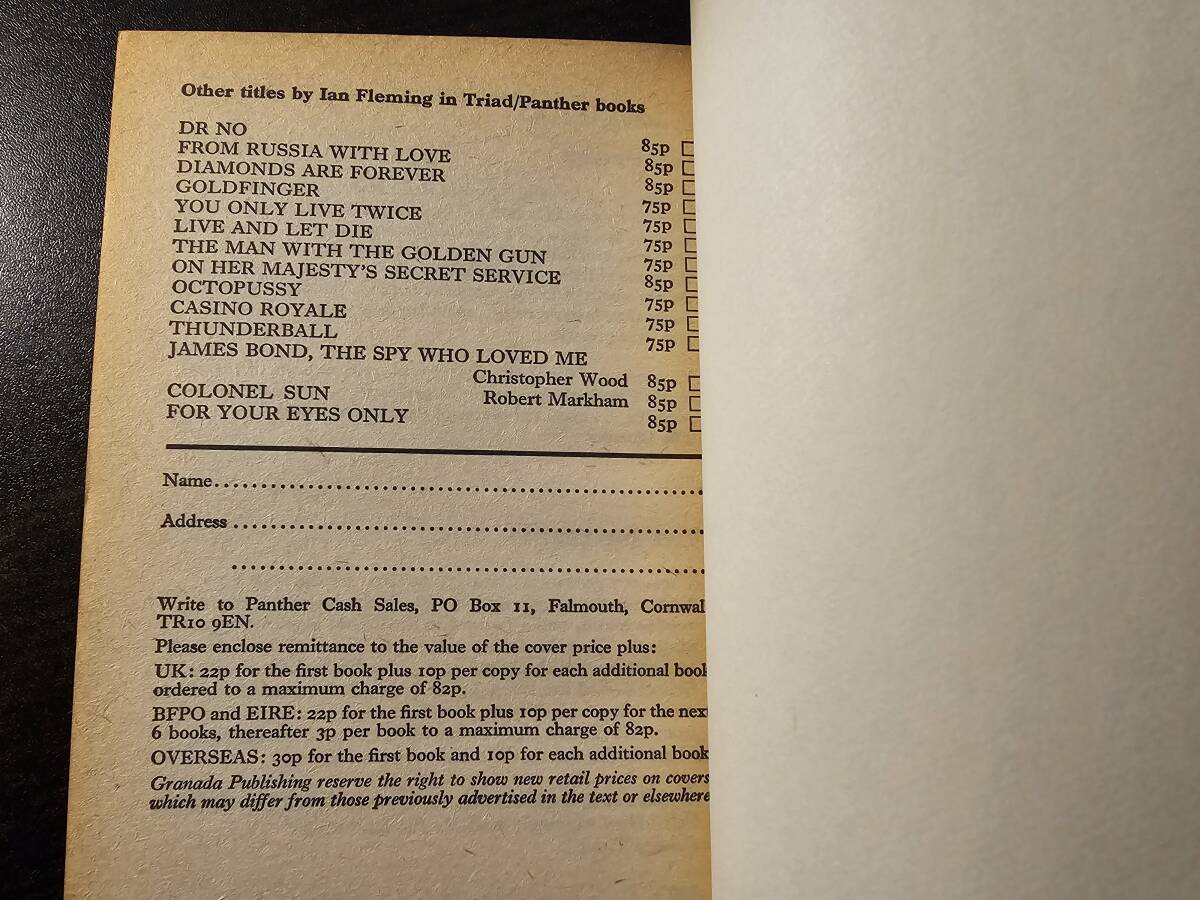 Other titles by Ian Fleming in Triad/Panther books
DR NO 85p
FROM RUSSIA WITH LOVE 85p
DIAMONDS ARE FOREVER 85p
GOLDFINGER 75p
YOU ONLY LIVE TWICE 75p
LIVE AND LET DIE 75p
THE MAN WITH THE GOLDEN GUN 75p
ON HER MAJESTY'S SECRET SERVICE 85p
OCTOPUSSY 75p
CASINO ROYALE 75p
THUNDERBALL 75p
JAMES BOND, THE SPY WHO LOVED ME
Christopher Wood 85p
COLONEL SUN Robert Markham 85p
FOR YOUR EYES ONLY 85p
Name
Address
Write to Panther Cash Sales, PO Box 11, Falmouth, Cornwal
TR10 9EN.
Please enclose remittance to the value of the cover price plus:
UK: 22p for the first book plus 10p per copy for each additional book
ordered to a maximum charge of 82p.
BFPO and EIRE: 22p for the first book plus 10p per copy for the nex
6 books, thereafter 3p per book to a maximum charge of 82p.
OVERSEAS: 30p for the first book and 10p for each additional book
Granada Publishing reserve the right to show new retail prices on covers
which may differ from those previously advertised in the text or elsewhere